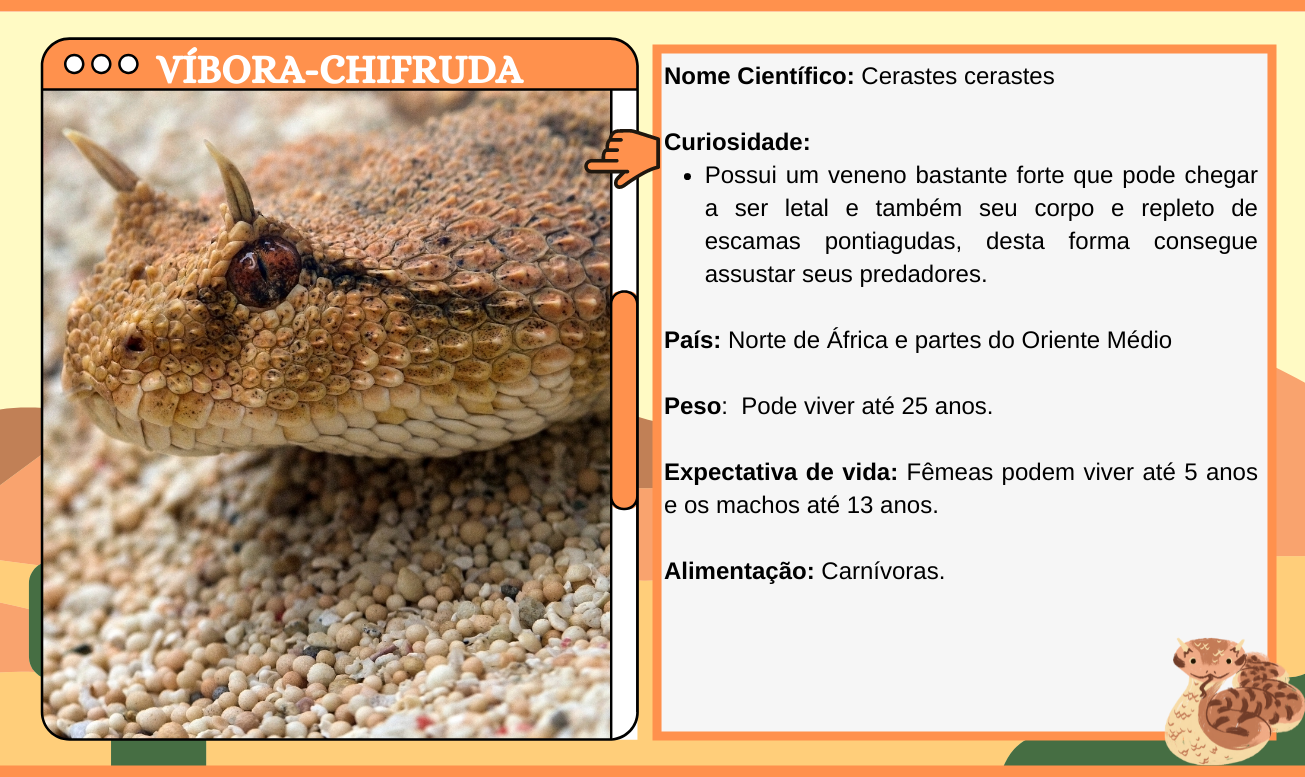 VÍBORA-CHIFRUDA
Nome Científico: Cerastes cerastes
Curiosidade:
• Possui um veneno bastante forte que pode chegar
a ser letal e também seu corpo e repleto de
escamas pontiagudas, desta forma consegue
assustar seus predadores.
País: Norte de África e partes do Oriente Médio
Peso:  Pode viver até 25 anos.
Expectativa de vida: Fêmeas podem viver até 5 anos
e os machos até 13 anos.
Alimentação: Carnívoras.